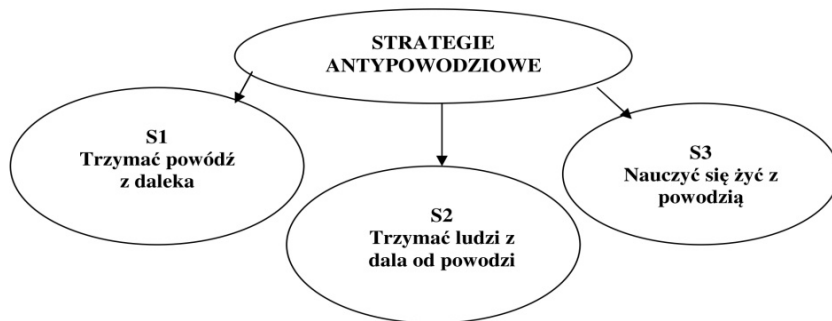 STRATEGIE
ANTYPOWODZIOWE
S1
Trzymać powódź
z daleka
S2
Trzymać ludzi z
dala od powodzi
S3
Nauczyć się żyć z
powodzią